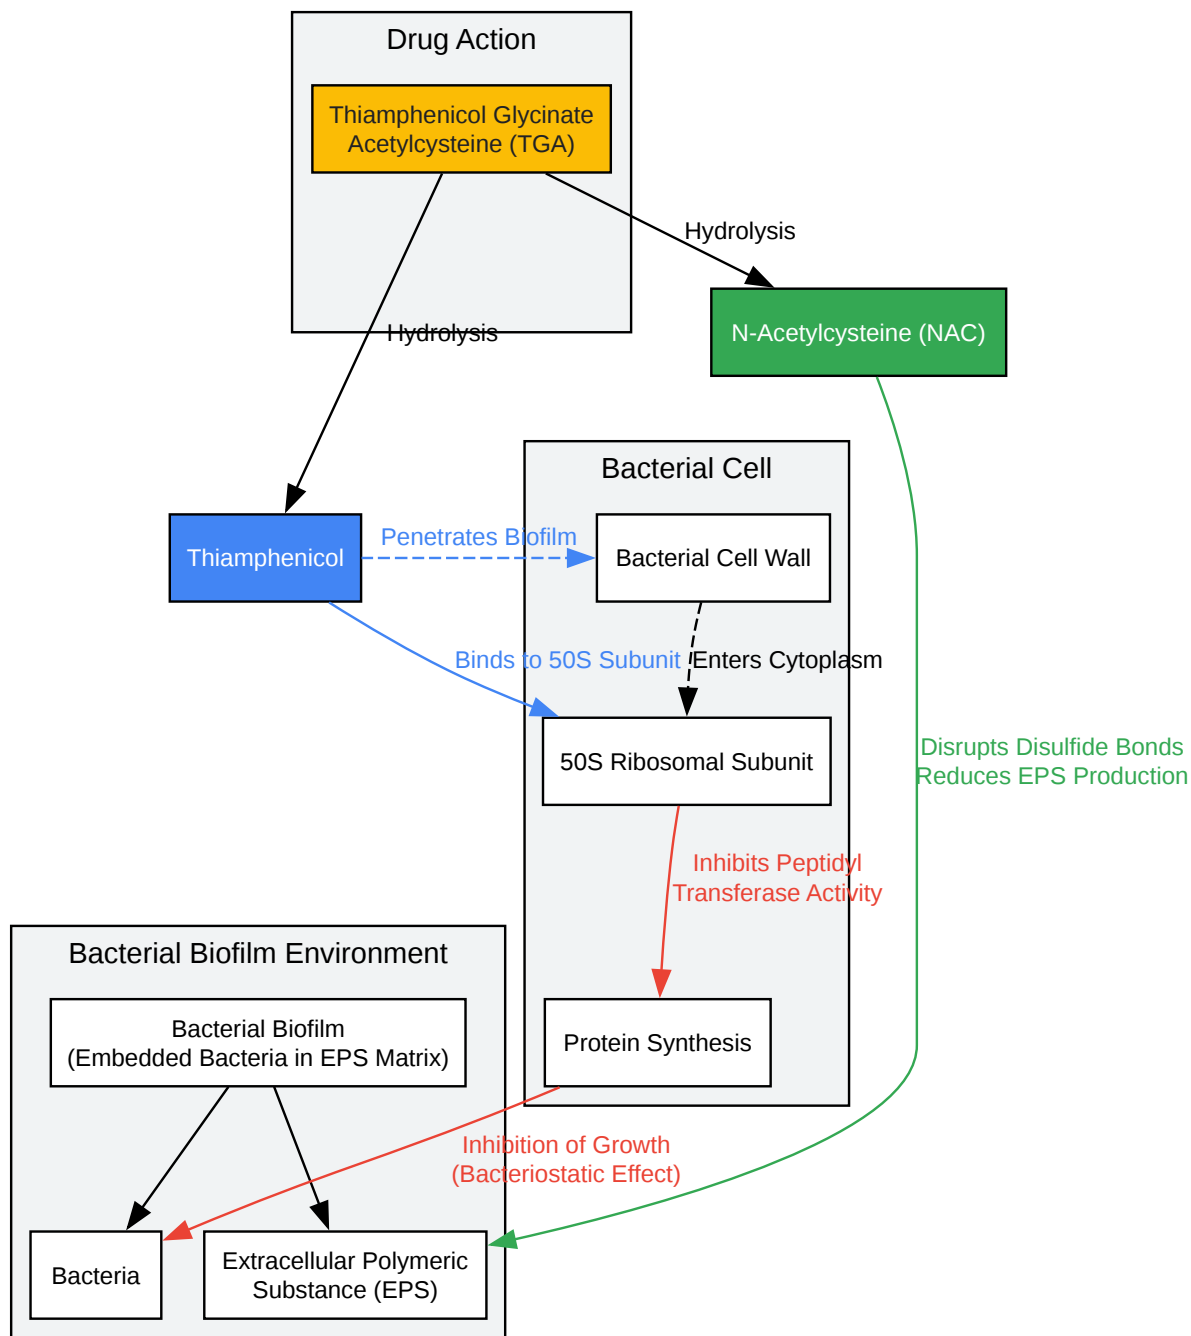 Drug Action
Thiamphenicol Glycinate
Acetylcysteine (TGA)
Hydrolysis
Hydrolysis
N-Acetylcysteine (NAC)
Bacterial Cell
Thiamphenicol
Penetrates Biofilm
Bacterial Cell Wall
Binds to 50S Subunit
Enters Cytoplasm
50S Ribosomal Subunit
Disrupts Disulfide Bonds
Reduces EPS Production
Inhibits Peptidyl
Transferase Activity
Bacterial Biofilm Environment
Bacterial Biofilm
(Embedded Bacteria in EPS Matrix)
Protein Synthesis
Inhibition of Growth
(Bacteriostatic Effect)
Bacteria
Extracellular Polymeric
Substance (EPS)